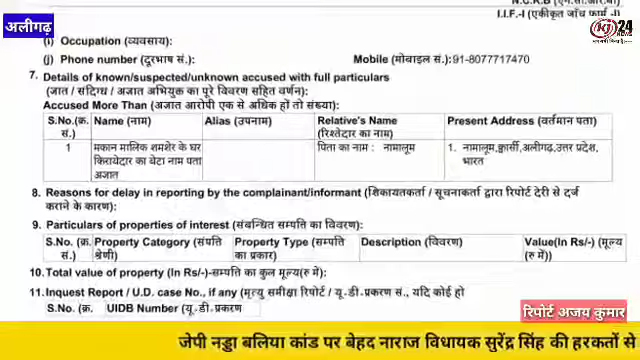 अलीगढ़
I.I.F.-I (एकीकृत जाँच फार्म -I)
kj 24
NEWS
(i) Occupation (व्यवसाय):
(j) Phone number (दूरभाष सं.): Mobile (मोबाइल सं.):91-8077717470
7. Details of known/suspected/unknown accused with full particulars
(जात / संदिग्ध / अजात अभियुक्त का पूरे विवरण सहित वर्णन)
Accused More Than (अजात आरोपी एक से अधिक हों तो संख्या):
S.No.(क्र. सं.) Name (नाम) Alias (उपनाम) Relative's Name (रिश्तेदार का नाम) Present Address (वर्तमान पता)
1 मकान मालिक शमशेर के घर पिता का नाम : नामालूम 1. नामालूम,क्वार्सी,अलीगढ़,उत्तर प्रदेश,
किरायेदार का बेटा नाम पता भारत
अजात
8. Reasons for delay in reporting by the complainant/informant (शिकायतकर्ता / सूचनाकर्ता द्वारा रिपोर्ट देरी से दर्ज
कराने के कारण):
9. Particulars of properties of interest (संबन्धित सम्पति का विवरण):
S.No. (क्र. Property Category (संपति Property Type (सम्पति Description (विवरण) Value(In Rs/-) (मूल्य
सं.) श्रेणी) का प्रकार) (रु में))
10. Total value of property (In Rs/-)-सम्पति का कुल मूल्य(रु में):
11. Inquest Report / U.D. case No., if any (मृत्यु समीक्षा रिपोर्ट / यू.डी.प्रकरण सं., यदि कोई हो
S.No. (क्र. UIDB Number (यू.डी.प्रकरण
रिपोर्ट अजय कुमार
जेपी नड्डा बलिया कांड पर बेहद नाराज विधायक सुरेंद्र सिंह की हरकतों से